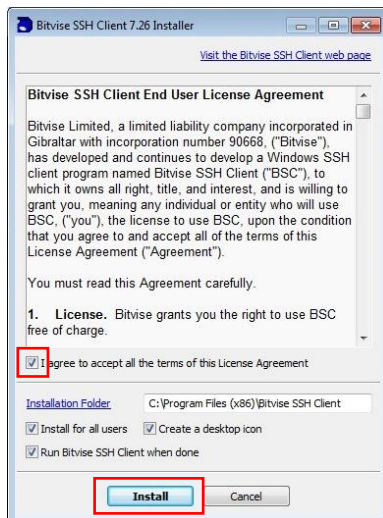 Bitvise SSH Client 7.26 Installer
Visit the Bitvise SSH Client web page
Bitvise SSH Client End User License Agreement
Bitvise Limited, a limited liability company incorporated in
Gibraltar with incorporation number 90668, ("Bitvise"),
has developed and continues to develop a Windows SSH
client program named Bitvise SSH Client ("BSC"), to
which it owns all right, title, and interest, and is willing to
grant you, meaning any individual or entity who will use
BSC, ("you"), the license to use BSC, upon the condition
that you agree to and accept all of the terms of this
License Agreement ("Agreement").
You must read this Agreement carefully.
1. License. Bitvise grants you the right to use BSC
free of charge.
I agree to accept all the terms of this License Agreement
Installation Folder C:\Program Files (x86)\Bitvise SSH Client
Install for all users Create a desktop icon
Run Bitvise SSH Client when done
Install Cancel